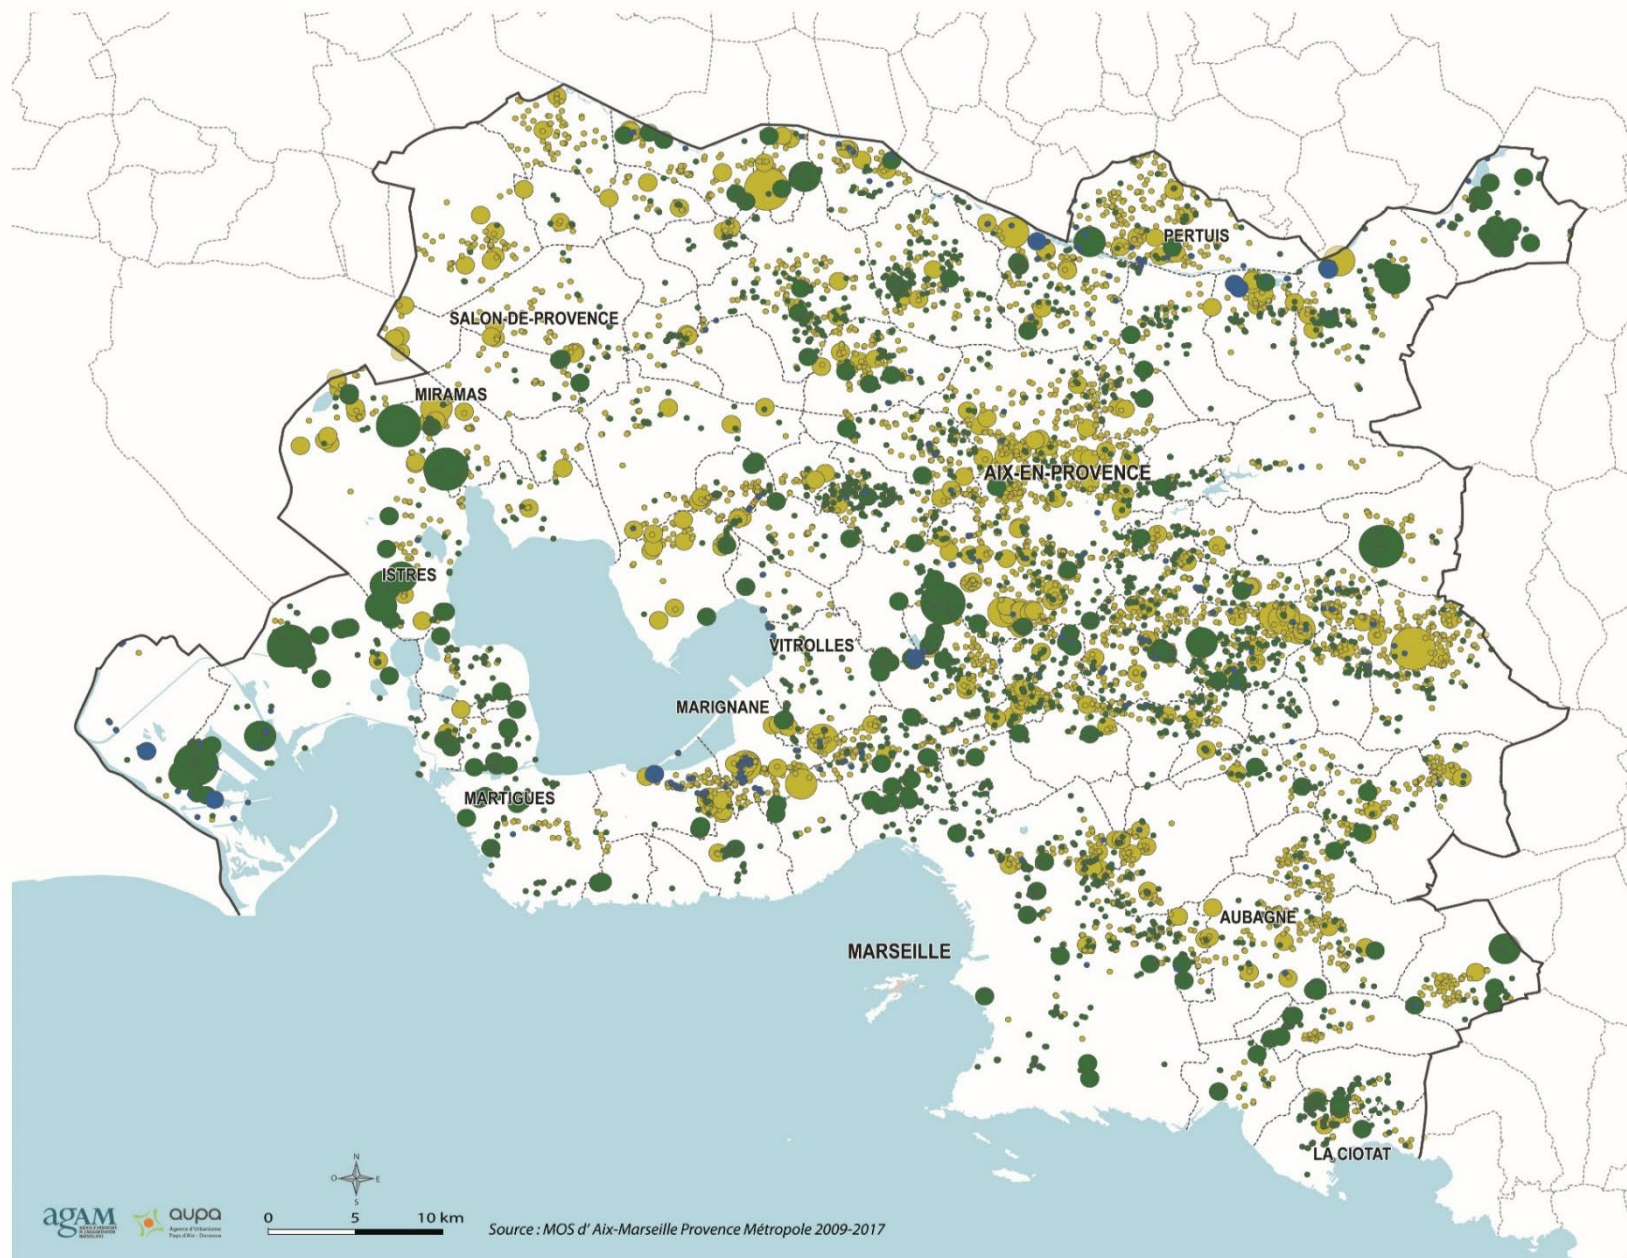 PERTUIS
SALON-DE-PROVENCE
MIRAMAS
AIX-EN-PROVENCE
ISTRES
VITROLLES
MARIGNANE
MARTIGUES
AUBAGNE
MARSEILLE
LA CIOTAT
N
O E
S
agAM
aupa
Agence d'Urbanisme
Pays d'Aix - Durance
0 5 10 km
Source : MOS d' Aix-Marseille Provence Métropole 2009-2017